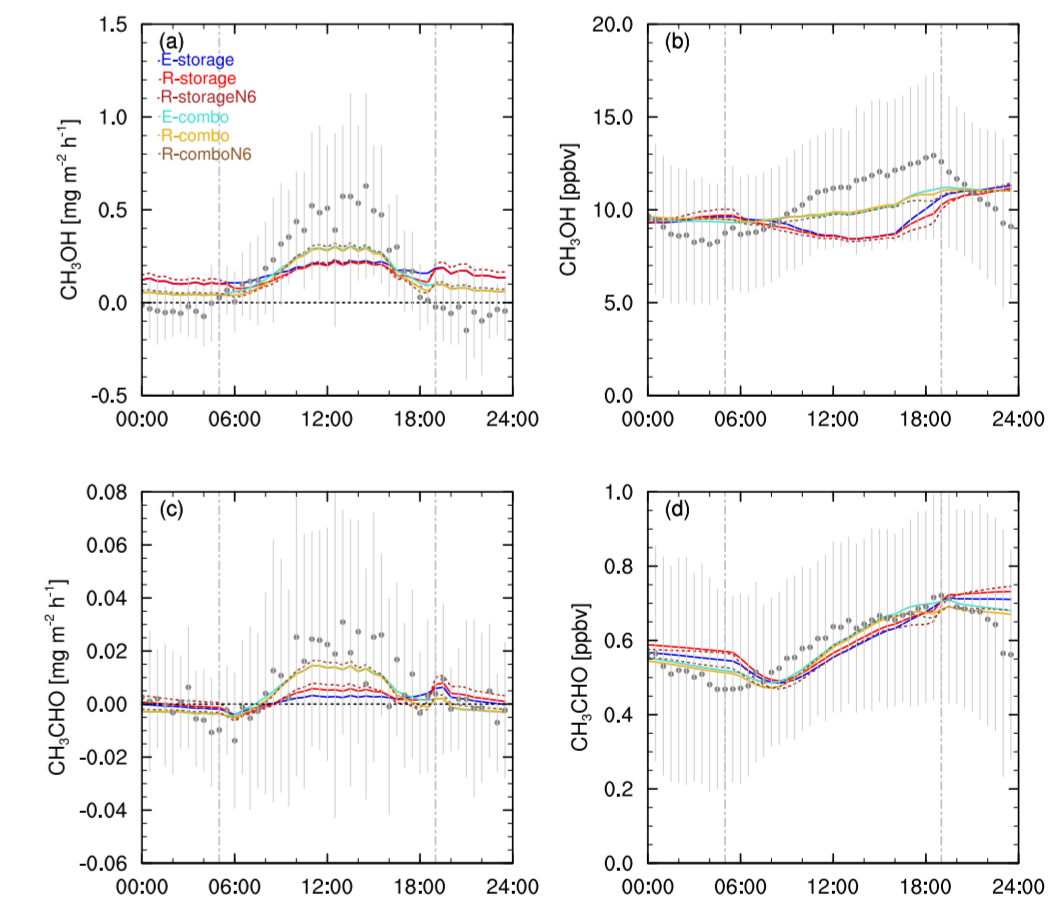 1.5
1.0
0.5
0.0
-0.5
CH₃OH [mg m⁻² h⁻¹]
(a)
·E-storage
·R-storage
·R-storageN6
·E-combo
·R-combo
·R-comboN6
00:00 06:00 12:00 18:00 24:00
20.0
15.0
10.0
5.0
0.0
CH₃OH [ppbv]
(b)
00:00 06:00 12:00 18:00 24:00
0.08
0.06
0.04
0.02
0.00
-0.02
-0.04
-0.06
CH₃CHO [mg m⁻² h⁻¹]
(c)
00:00 06:00 12:00 18:00 24:00
1.0
0.8
0.6
0.4
0.2
0.0
CH₃CHO [ppbv]
(d)
00:00 06:00 12:00 18:00 24:00